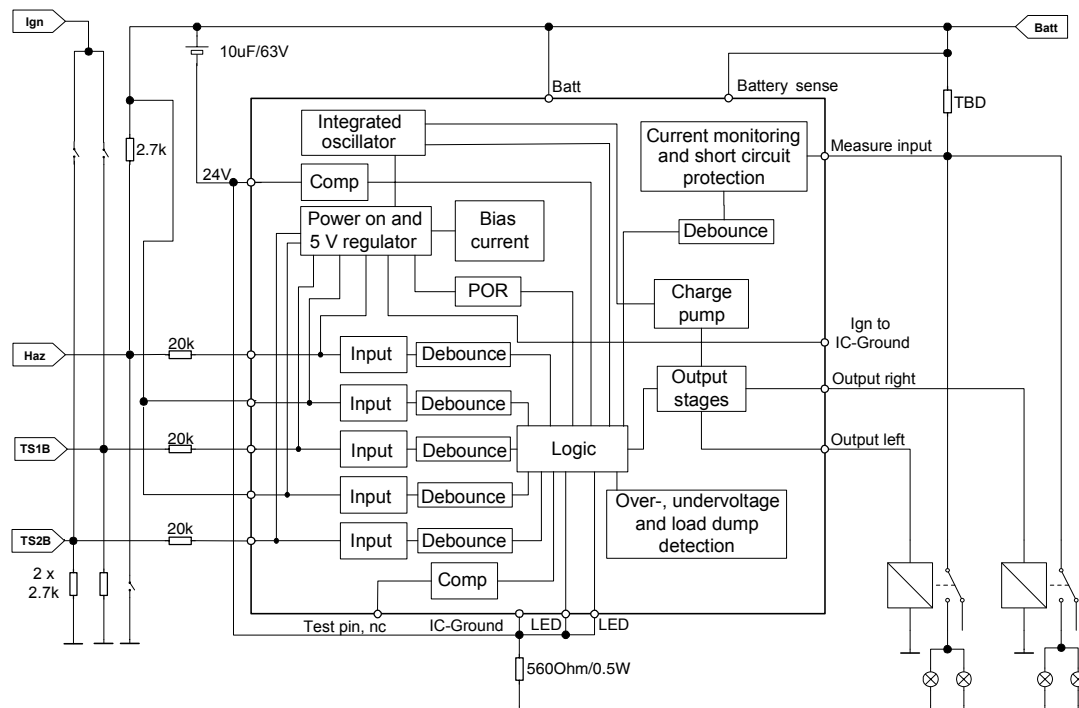 Ign
Batt
10uF/63V
Batt
Battery sense
TBD
Integrated
oscillator
Current monitoring
and short circuit
protection
Measure input
2.7k
24V
Comp
Power on and
5 V regulator
Bias
current
Debounce
POR
Charge
pump
Ign to
IC-Ground
Haz
20k
Input
Debounce
Output
stages
Output right
Input
Debounce
TS1B
20k
Input
Debounce
Logic
Output left
Input
Debounce
Over-, undervoltage
and load dump
detection
TS2B
20k
Input
Debounce
2 x
2.7k
Comp
Test pin, nc
IC-Ground
LED
LED
560Ohm/0.5W